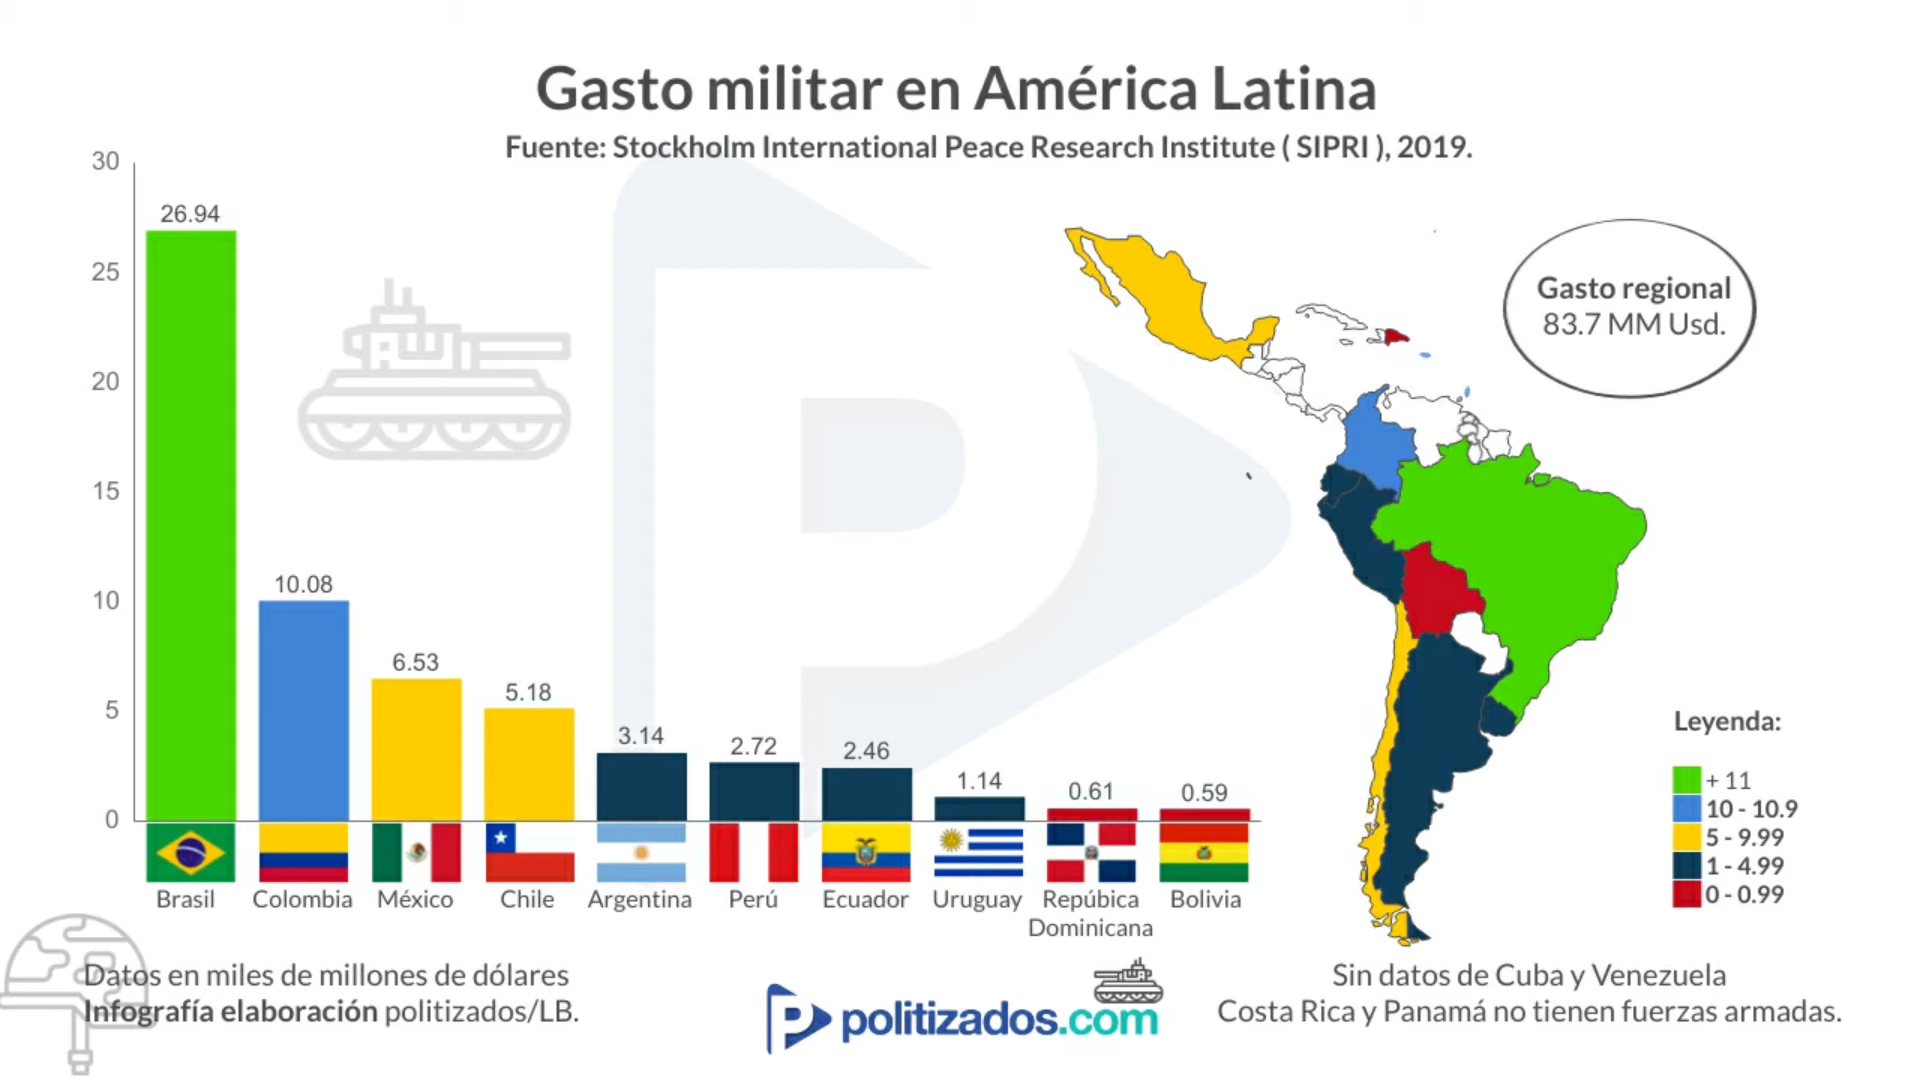 Gasto militar en América Latina
Fuente: Stockholm International Peace Research Institute ( SIPRI ), 2019.
30
25
20
15
10
5
0
26.94
10.08
6.53
5.18
3.14
2.72
2.46
1.14
0.61
0.59
Brasil
Colombia
México
Chile
Argentina
Perú
Ecuador
Uruguay
Repúbica
Dominicana
Bolivia
Gasto regional
83.7 MM Usd.
Leyenda:
+ 11
10 - 10.9
5 - 9.99
1 - 4.99
0 - 0.99
Datos en miles de millones de dólares
Infografía elaboración politizados/LB.
politizados.com
Sin datos de Cuba y Venezuela
Costa Rica y Panamá no tienen fuerzas armadas.